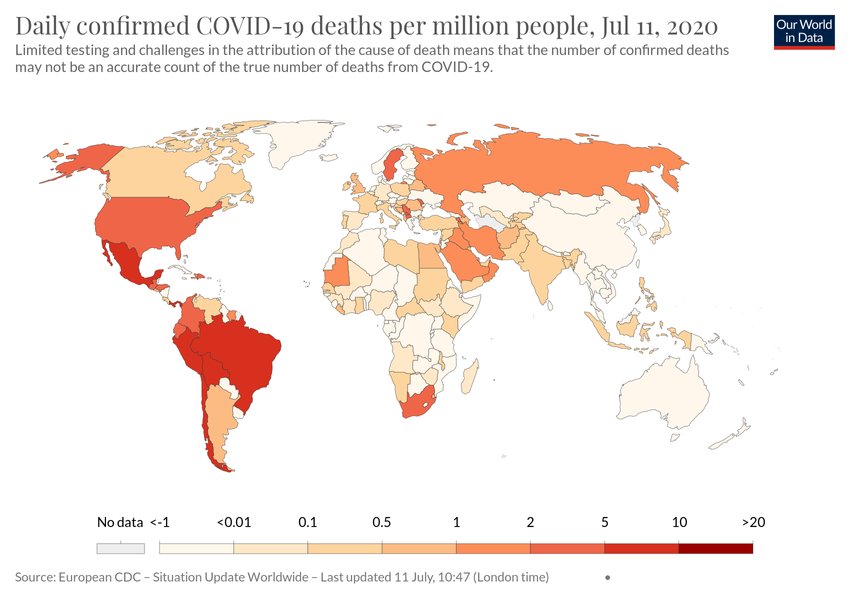 Daily confirmed COVID-19 deaths per million people, Jul 11, 2020
Our World
in Data
Limited testing and challenges in the attribution of the cause of death means that the number of confirmed deaths
may not be an accurate count of the true number of deaths from COVID-19.
No data <-1 <0.01 0.1 0.5 1 2 5 10 >20
Source: European CDC – Situation Update Worldwide – Last updated 11 July, 10:47 (London time) •